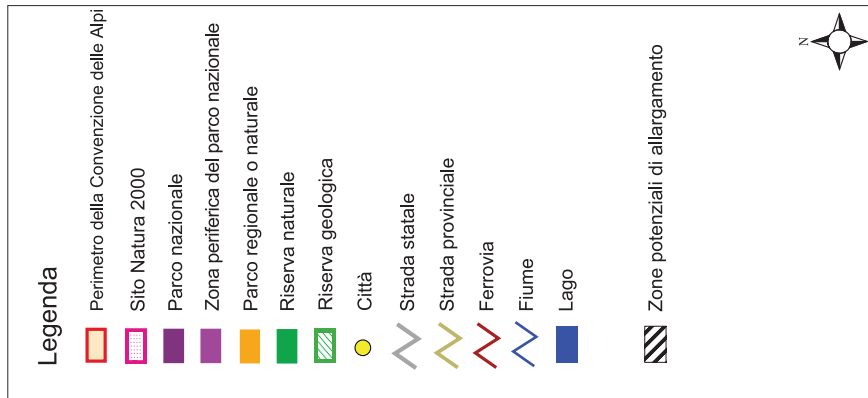 Legenda
Perimetro della Convenzione delle Alpi
Sito Natura 2000
Parco nazionale
Zona periferica del parco nazionale
Parco regionale o naturale
Riserva naturale
Riserva geologica
Città
Strada statale
Strada provinciale
Ferrovia
Fiume
Lago
Zone potenziali di allargamento
N